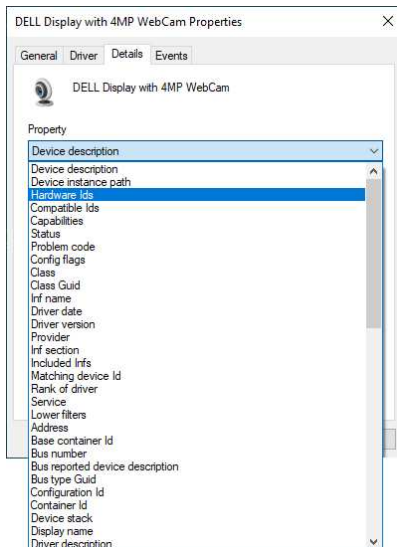 DELL Display with 4MP WebCam Properties
General Driver Details Events
DELL Display with 4MP WebCam
Property
Device description
Device description
Device instance path
Hardware Ids
Compatible Ids
Capabilities
Status
Problem code
Config flags
Class
Class Guid
Inf name
Driver date
Driver version
Provider
Inf section
Included Infs
Matching device Id
Rank of driver
Service
Lower filters
Address
Base container Id
Bus number
Bus reported device description
Bus type Guid
Configuration Id
Container Id
Device stack
Display name
Driver description